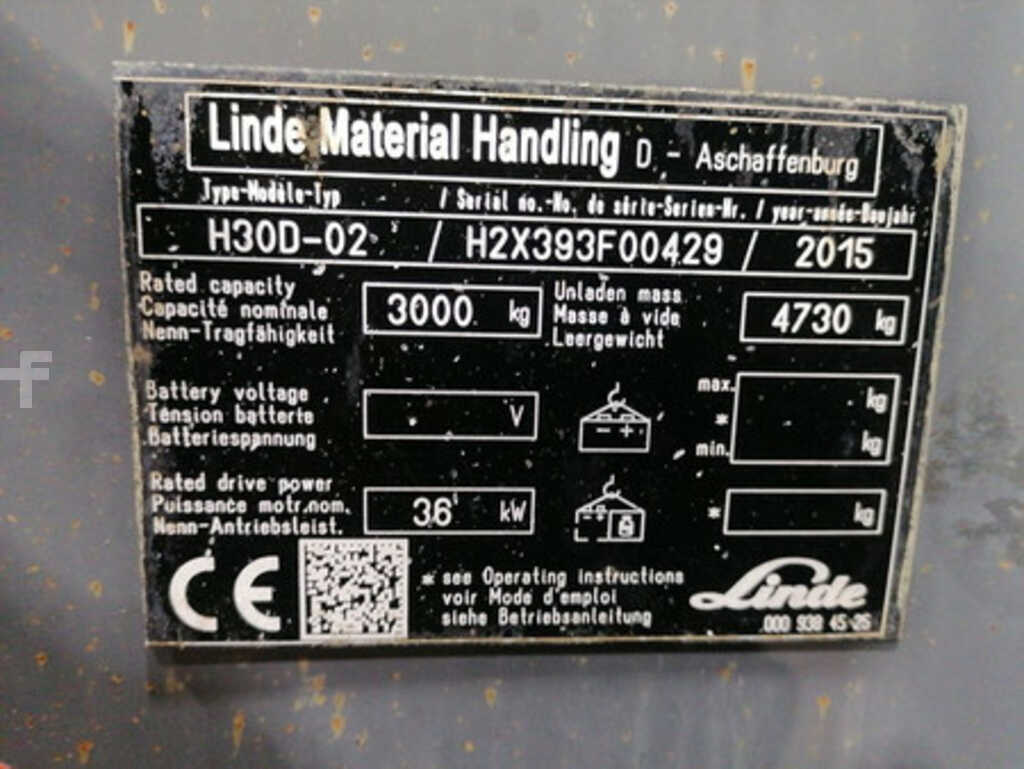 Linde Material Handling D - Aschaffenburg
Type-Modèle-Typ / Serial no.-No. de série-Serien-Nr. / year-année-Baujahr
H30D-02 / H2X393F00429 / 2015
Rated capacity
Capacité nominale
Nenn-Tragfähigkeit
3000 kg
Unladen mass
Masse à vide
Leergewicht
4730 kg
Battery voltage
Tension batterie
Batteriespannung
V
- +
max. kg
*
min. kg
Rated drive power
Puissance motr.nom.
Nenn-Antriebsleist.
36 kW
- +
* kg
CE
* see Operating instructions
voir Mode d'emploi
siehe Betriebsanleitung
Linde
000 938 45 26
f